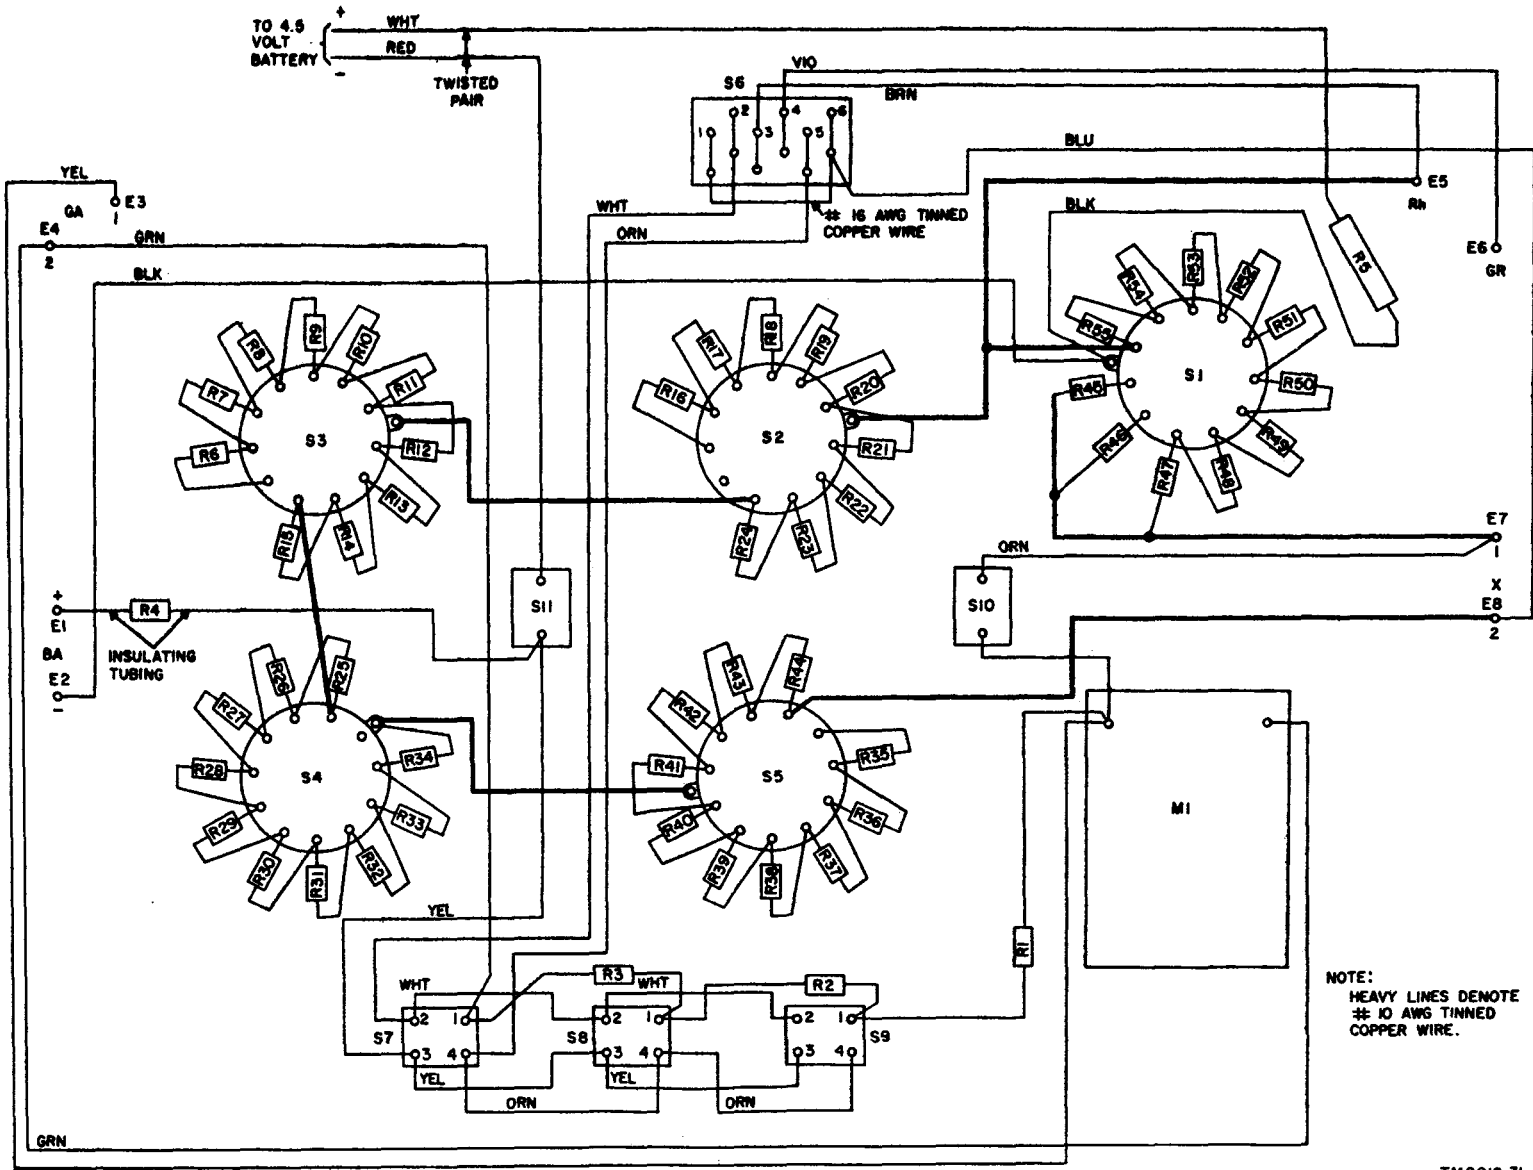 TO 4.5
VOLT
BATTERY
+
-
WHT
RED
TWISTED
PAIR
S6
VIO
BRN
1 2 3 4 5 6
BLU
YEL
E3
1
GA
E4
2
GRN
WHT
ORN
# 16 AWG TINNED
COPPER WIRE
BLK
E5
Rh
R5
E6
GR
BLK
R6 R7 R8 R9 R10 R11 R12 R13 R14 R15
S3
R16 R17 R18 R19 R20 R21 R22 R23 R24
S2
R45 R46 R47 R48 R49 R50 R51 R52 R53 R54 R55
S1
E7
1
X
E8
2
ORN
S11
S10
+
E1
R4
BA
INSULATING
TUBING
E2
-
R25 R26 R27 R28 R29 R30 R31 R32 R33 R34
S4
R35 R36 R37 R38 R39 R40 R41 R42 R43 R44
S5
M1
YEL
R1
R3
R2
WHT
WHT
S7
2 1
3 4
S8
2 1
3 4
S9
2 1
3 4
YEL
YEL
ORN
ORN
NOTE:
HEAVY LINES DENOTE
# 10 AWG TINNED
COPPER WIRE.
GRN